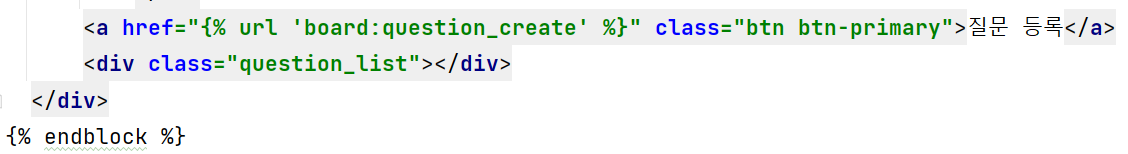 <a href="{% url 'board:question_create' %}" class="btn btn-primary">질문 등록</a>
<div class="question_list"></div>
</div>
{% endblock %}